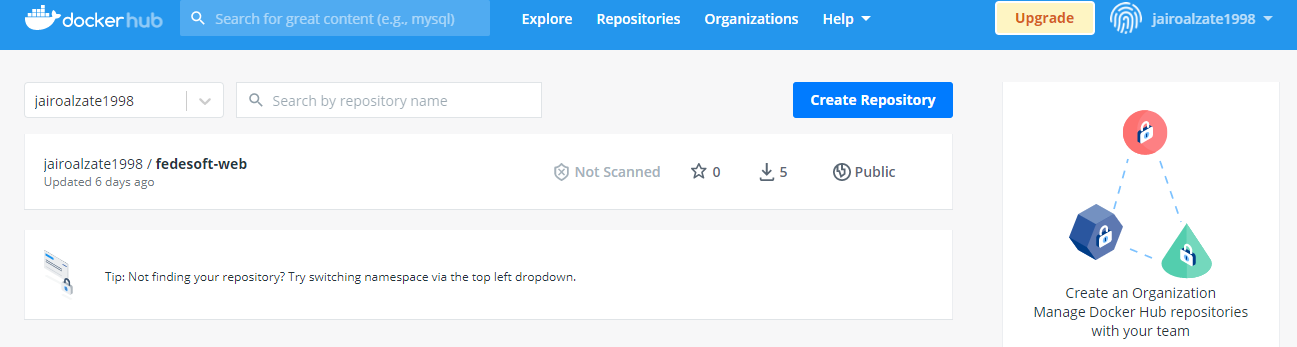 dockerhub
Search for great content (e.g., mysql)
Explore
Repositories
Organizations
Help
Upgrade
jairoalzate1998
jairoalzate1998
Search by repository name
Create Repository
jairoalzate1998 / fedesoft-web
Updated 6 days ago
Not Scanned
0
5
Public
Tip: Not finding your repository? Try switching namespace via the top left dropdown.
Create an Organization
Manage Docker Hub repositories
with your team